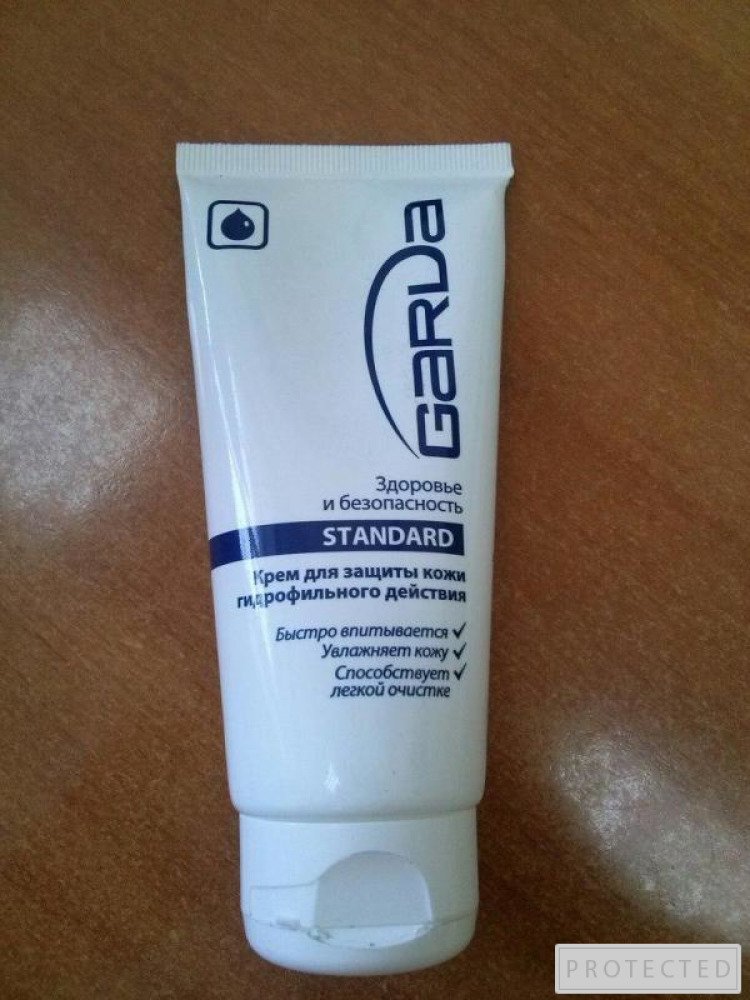 GARDA
Здоровье
и безопасность
STANDARD
Крем для защиты кожи
гидрофильного действия
Быстро впитывается ✓
Увлажняет кожу ✓
Способствует ✓
легкой очистке
PROTECTED